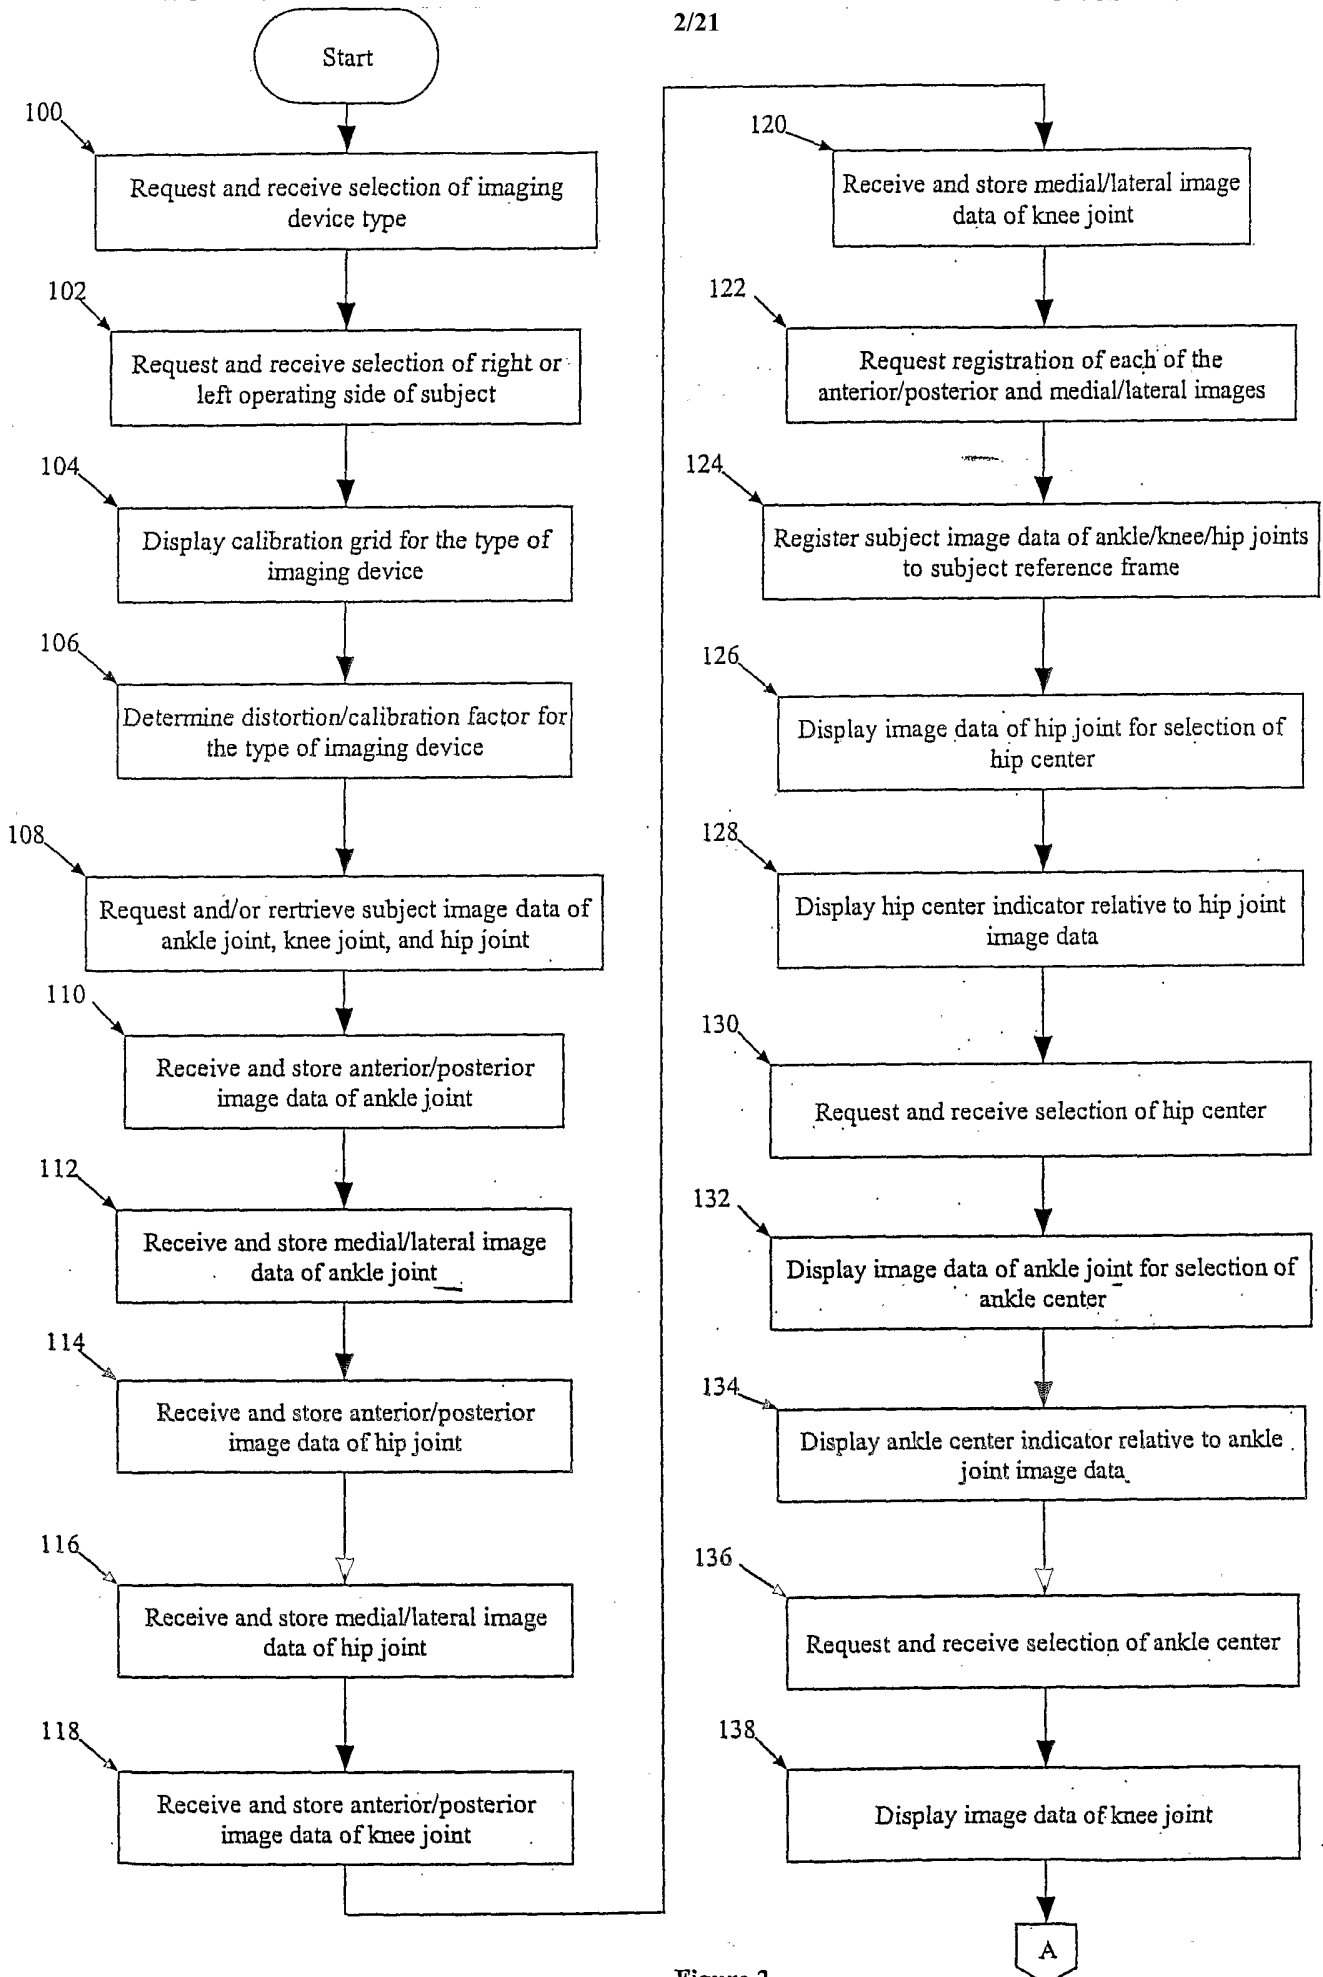 2/21
Start
100
Request and receive selection of imaging
device type
102
Request and receive selection of right or
left operating side of subject
104
Display calibration grid for the type of
imaging device
106
Determine distortion/calibration factor for
the type of imaging device
108
Request and/or rertrieve subject image data of
ankle joint, knee joint, and hip joint
110
Receive and store anterior/posterior
image data of ankle joint
112
Receive and store medial/lateral image
data of ankle joint
114
Receive and store anterior/posterior
image data of hip joint
116
Receive and store medial/lateral image
data of hip joint
118
Receive and store anterior/posterior
image data of knee joint
120
Receive and store medial/lateral image
data of knee joint
122
Request registration of each of the
anterior/posterior and medial/lateral images
124
Register subject image data of ankle/knee/hip joints
to subject reference frame
126
Display image data of hip joint for selection of
hip center
128
Display hip center indicator relative to hip joint
image data
130
Request and receive selection of hip center
132
Display image data of ankle joint for selection of
ankle center
134
Display ankle center indicator relative to ankle
joint image data
136
Request and receive selection of ankle center
138
Display image data of knee joint
A